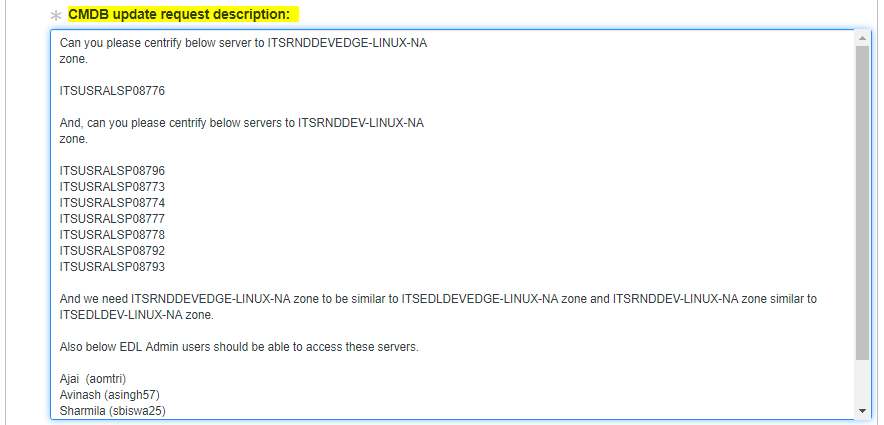 * CMDB update request description:
Can you please centrify below server to ITSRNDDEVEDGE-LINUX-NA
zone.
ITSUSRALSP08776
And, can you please centrify below servers to ITSRNDDEV-LINUX-NA
zone.
ITSUSRALSP08796
ITSUSRALSP08773
ITSUSRALSP08774
ITSUSRALSP08777
ITSUSRALSP08778
ITSUSRALSP08792
ITSUSRALSP08793
And we need ITSRNDDEVEDGE-LINUX-NA zone to be similar to ITSEDLDEVEDGE-LINUX-NA zone and ITSRNDDEV-LINUX-NA zone similar to
ITSEDLDEV-LINUX-NA zone.
Also below EDL Admin users should be able to access these servers.
Ajai  (aomtri)
Avinash (asingh57)
Sharmila (sbiswa25)